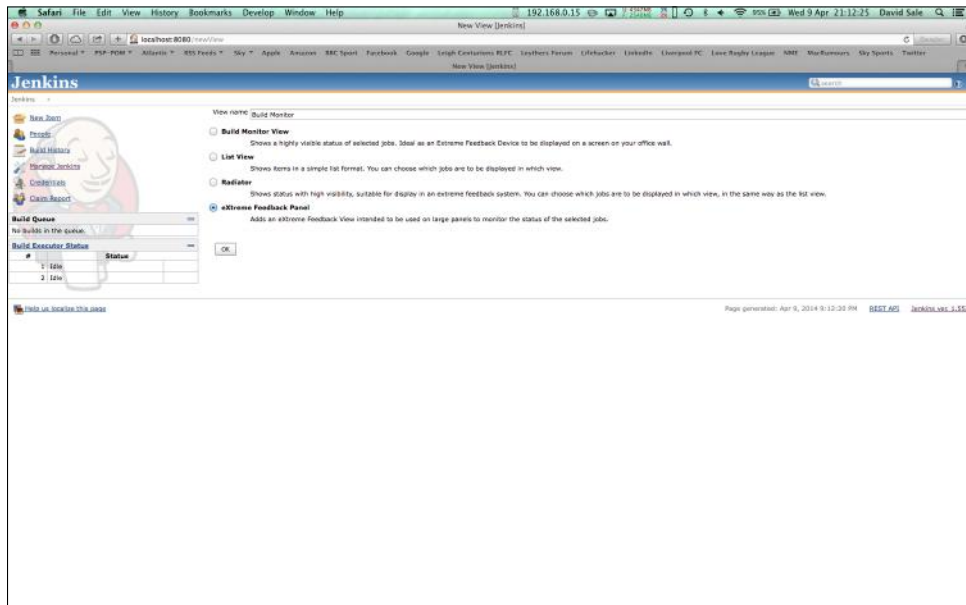 Safari File Edit View History Bookmarks Develop Window Help 192.168.0.15 95% Wed 9 Apr 21:12:25 David Sale
New View [Jenkins]
localhost:8080/newView Reader
Personal PSP-POM Atlantis RSS Feeds Sky Apple Amazon BBC Sport Facebook Google Leigh Centurions RLFC Leythers Forum Lifehacker LinkedIn Liverpool FC Love Rugby League NME MacRumours Sky Sports Twitter
New View [Jenkins]
Jenkins
search
Jenkins
New Item
People
Build History
Manage Jenkins
Credentials
Claim Report
Build Queue
No builds in the queue.
Build Executor Status
# Status
1 Idle
2 Idle
View name Build Monitor
Build Monitor View
Shows a highly visible status of selected jobs. Ideal as an Extreme Feedback Device to be displayed on a screen on your office wall.
List View
Shows items in a simple list format. You can choose which jobs are to be displayed in which view.
Radiator
Shows status with high visibility, suitable for display in an extreme feedback system. You can choose which jobs are to be displayed in which view, in the same way as the list view.
eXtreme Feedback Panel
Adds an eXtreme Feedback View intended to be used on large panels to monitor the status of the selected jobs.
OK
Help us localize this page
Page generated: Apr 9, 2014 9:12:20 PM REST API Jenkins ver. 1.55